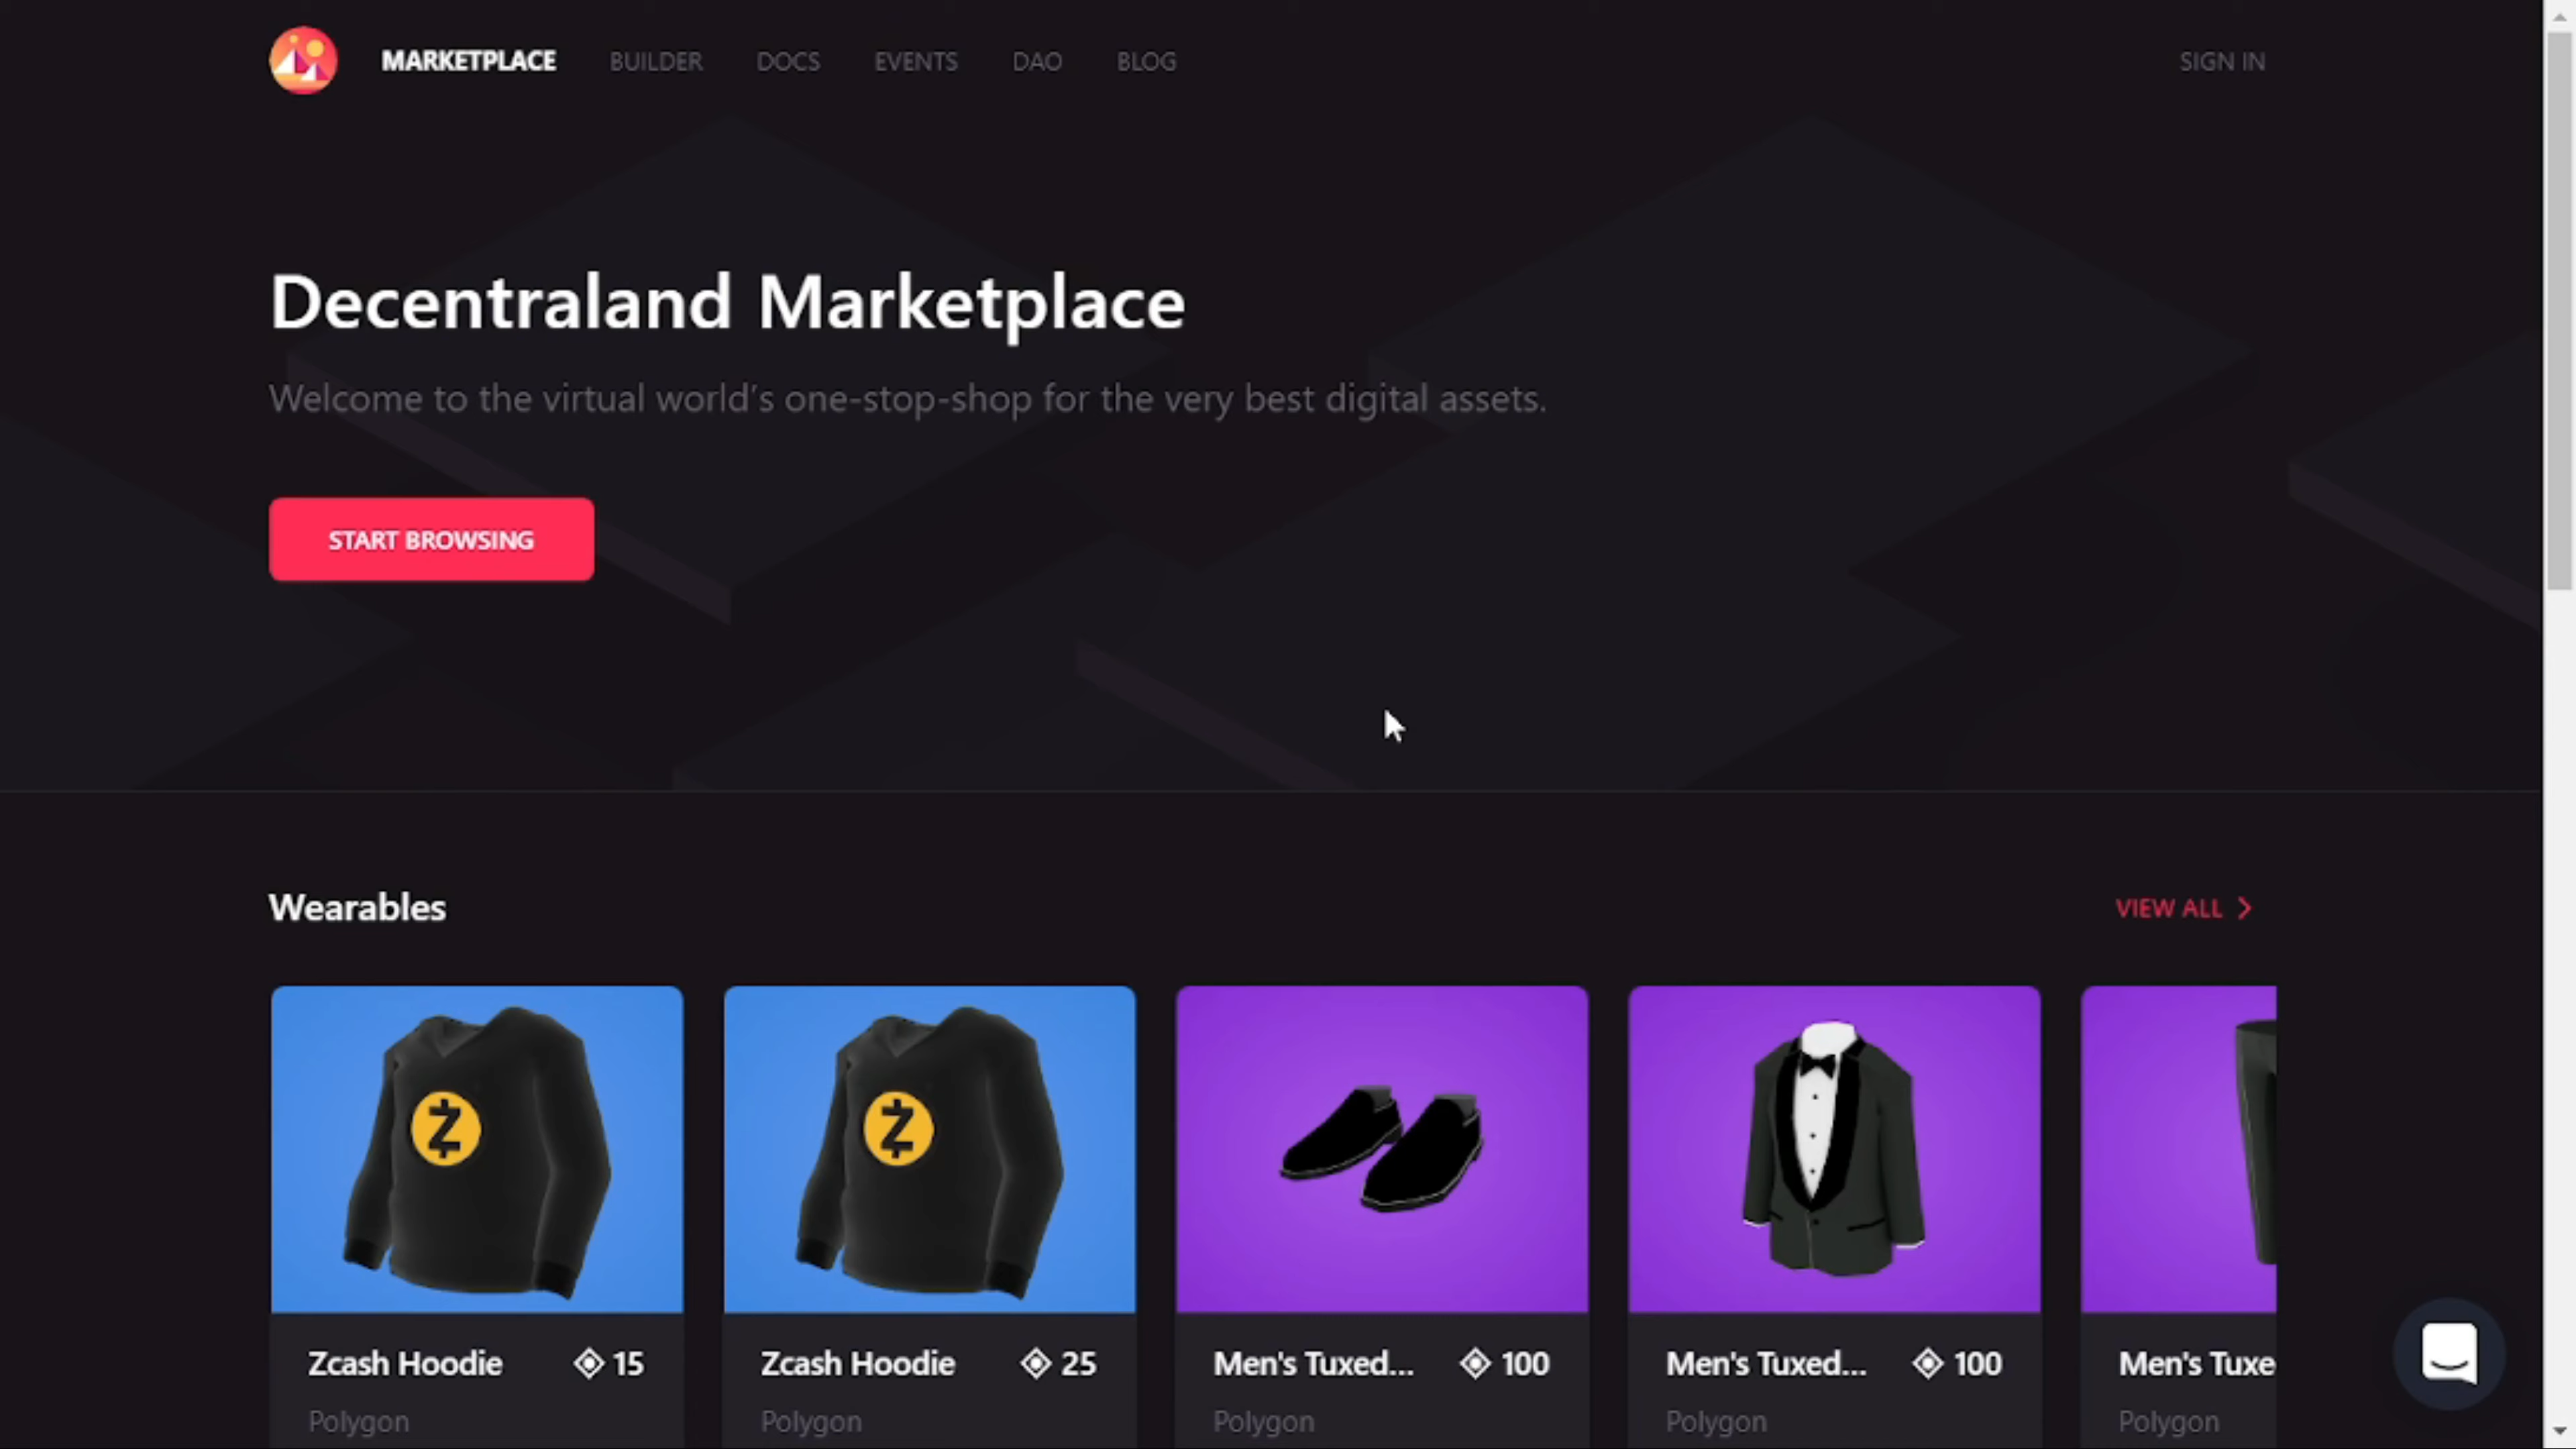 MARKETPLACE BUILDER DOCS EVENTS DAO BLOG SIGN IN
Decentraland Marketplace
Welcome to the virtual world's one-stop-shop for the very best digital assets.
START BROWSING
Wearables VIEW ALL
Zcash Hoodie 15 Zcash Hoodie 25 Men's Tuxed... 100 Men's Tuxed... 100 Men's Tuxe
Polygon Polygon Polygon Polygon Polygon